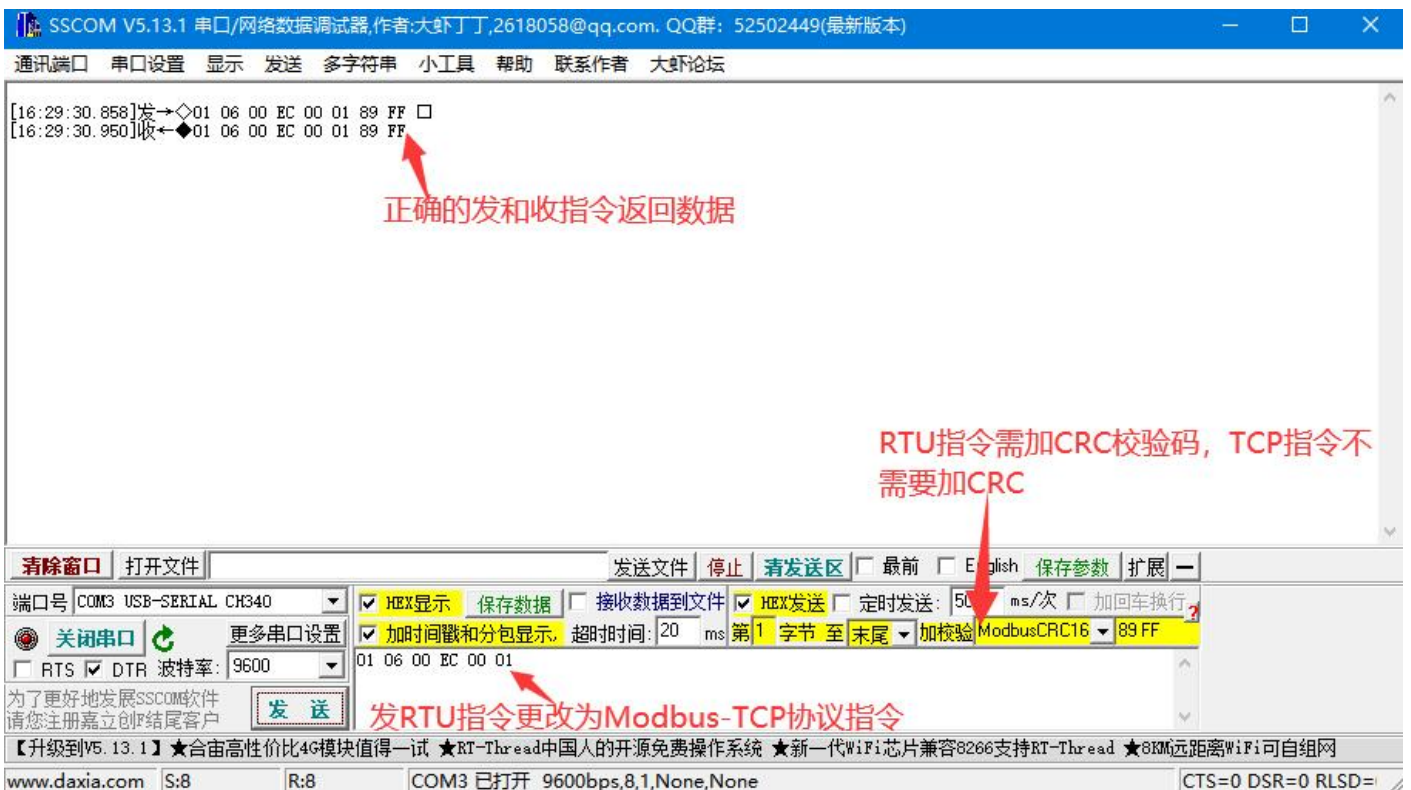 SSCOM V5.13.1 串口/网络数据调试器,作者:大虾丁丁,2618058@qq.com. QQ群: 52502449(最新版本)
通讯端口 串口设置 显示 发送 多字符串 小工具 帮助 联系作者 大虾论坛
[16:29:30.858]发→◇01 06 00 EC 00 01 89 FF □
[16:29:30.950]收←◆01 06 00 EC 00 01 89 FF
正确的发和收指令返回数据
RTU指令需加CRC校验码，TCP指令不
需要加CRC
清除窗口 打开文件 发送文件 停止 清发送区 最前 English 保存参数 扩展 —
端口号 COM3 USB-SERIAL CH340 HEX显示 保存数据 接收数据到文件 HEX发送 定时发送: ms/次 加回车换行
关闭串口 更多串口设置 加时间戳和分包显示, 超时时间: 20 ms 第 1 字节 至 末尾 加校验 ModbusCRC16 89 FF
RTS DTR 波特率: 9600
01 06 00 EC 00 01
为了更好地发展SSCOM软件
请您注册嘉立创F结尾客户
发 送
发RTU指令更改为Modbus-TCP协议指令
【升级到V5.13.1】★合宙高性价比4G模块值得一试 ★RT-Thread中国人的开源免费操作系统 ★新一代WiFi芯片兼容8266支持RT-Thread ★8KM远距离WiFi可自组网
www.daxia.com S:8 R:8 COM3 已打开 9600bps,8,1,None,None CTS=0 DSR=0 RLSD=